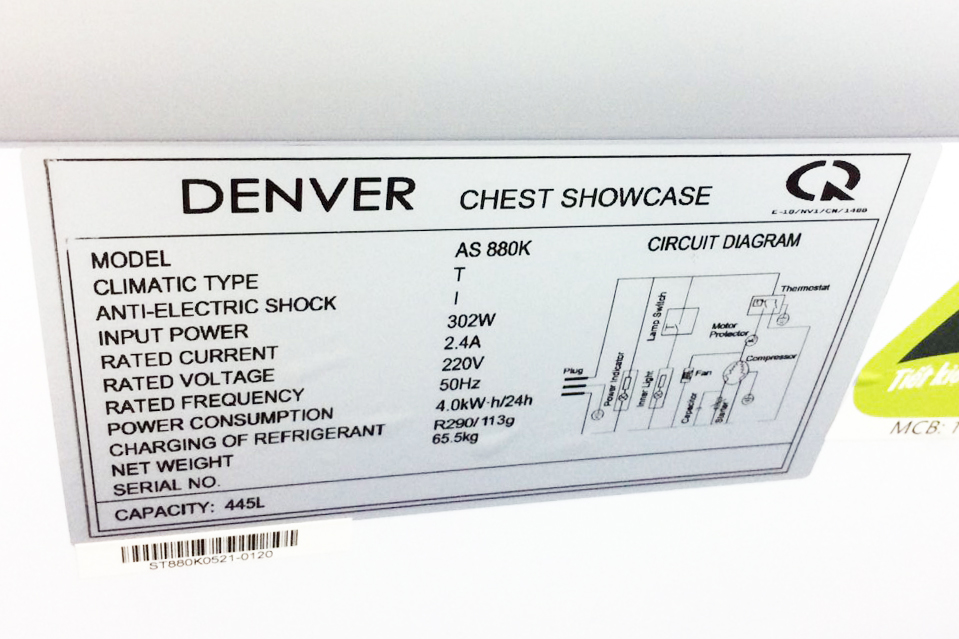 DENVER CHEST SHOWCASE
CR
E-10/NV1/CN/1400
MODEL AS 880K
CLIMATIC TYPE T
ANTI-ELECTRIC SHOCK I
INPUT POWER 302W
RATED CURRENT 2.4A
RATED VOLTAGE 220V
RATED FREQUENCY 50Hz
POWER CONSUMPTION 4.0kW·h/24h
CHARGING OF REFRIGERANT R290/113g
NET WEIGHT 65.5kg
SERIAL NO.
CAPACITY: 445L
CIRCUIT DIAGRAM
Thermostat
Lamp Switch
Motor Protector
Compressor
Plug
Power Indicator
Inner Light
Fan
Capacitor
Starter
ST880K0521-0120
Tiết
MCB: